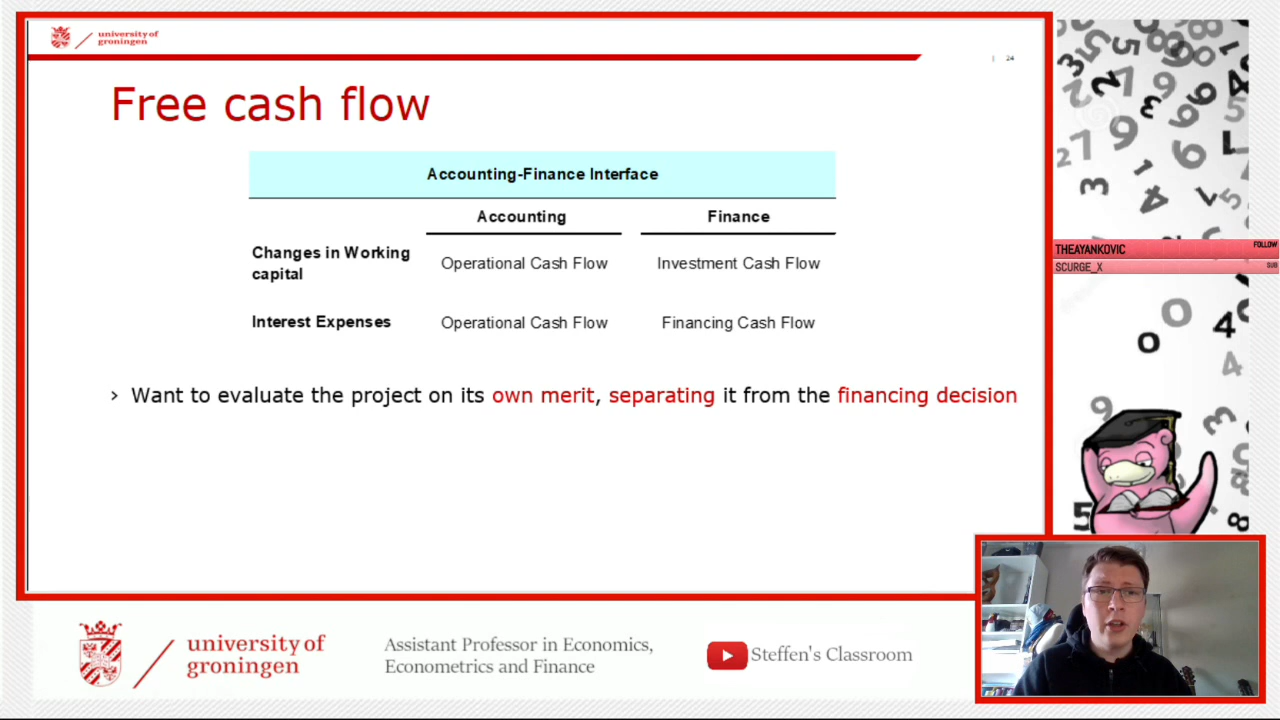 university of
groningen
| 24
Free cash flow
Accounting-Finance Interface
Accounting Finance
Changes in Working
capital
Operational Cash Flow Investment Cash Flow
Interest Expenses Operational Cash Flow Financing Cash Flow
› Want to evaluate the project on its own merit, separating it from the financing decision
THEAYANKOVIC FOLLOW
SCURGE_X SUB
university of
groningen
Assistant Professor in Economics,
Econometrics and Finance
Steffen's Classroom